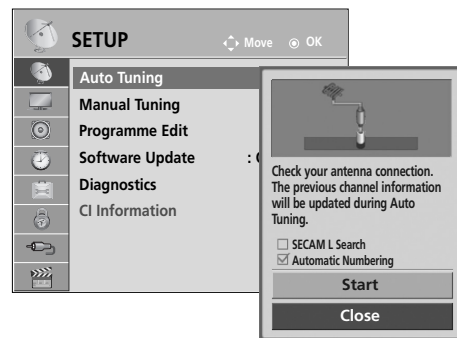 SETUP
Move OK
Auto Tuning
Manual Tuning
Programme Edit
Software Update :
Diagnostics
CI Information
Check your antenna connection.
The previous channel information
will be updated during Auto
Tuning.
SECAM L Search
Automatic Numbering
Start
Close